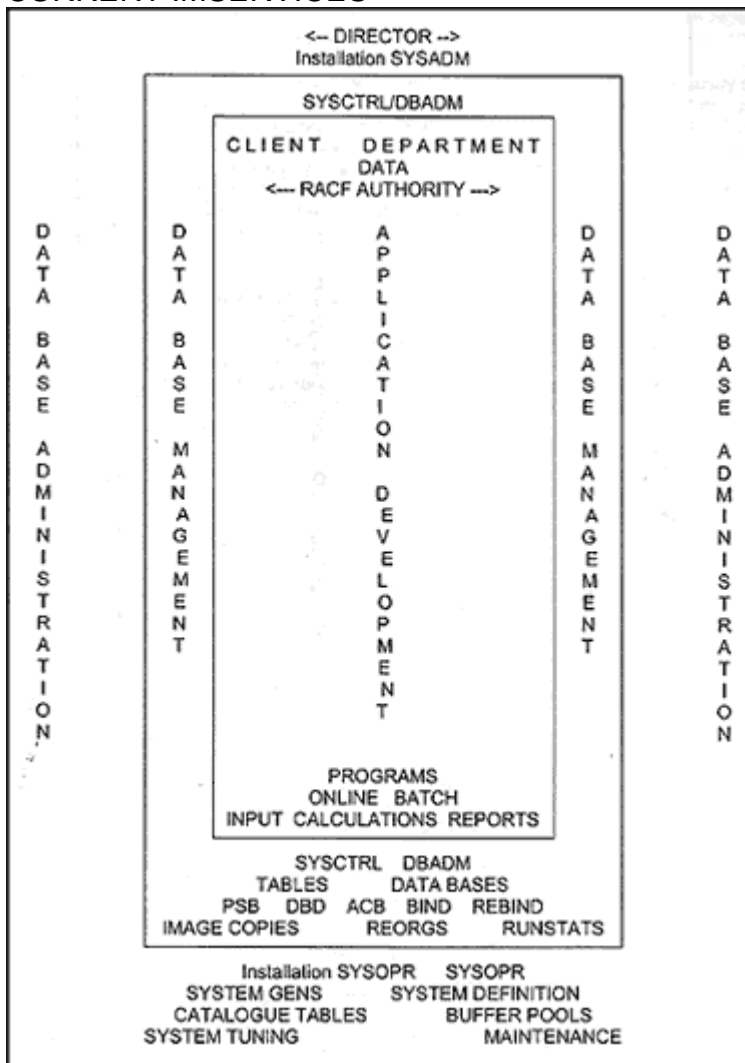 <-- DIRECTOR -->
Installation SYSADM
SYSCTRL/DBADM
CLIENT DEPARTMENT
DATA
<--- RACF AUTHORITY --->
DATA BASE ADMINISTRATION
DATA BASE MANAGEMENT
APPLICATION DEVELOPMENT
DATA BASE MANAGEMENT
DATA BASE ADMINISTRATION
PROGRAMS
ONLINE BATCH
INPUT CALCULATIONS REPORTS
SYSCTRL DBADM
TABLES DATA BASES
PSB DBD ACB BIND REBIND
IMAGE COPIES REORGS RUNSTATS
Installation SYSOPR SYSOPR
SYSTEM GENS SYSTEM DEFINITION
CATALOGUE TABLES BUFFER POOLS
SYSTEM TUNING MAINTENANCE